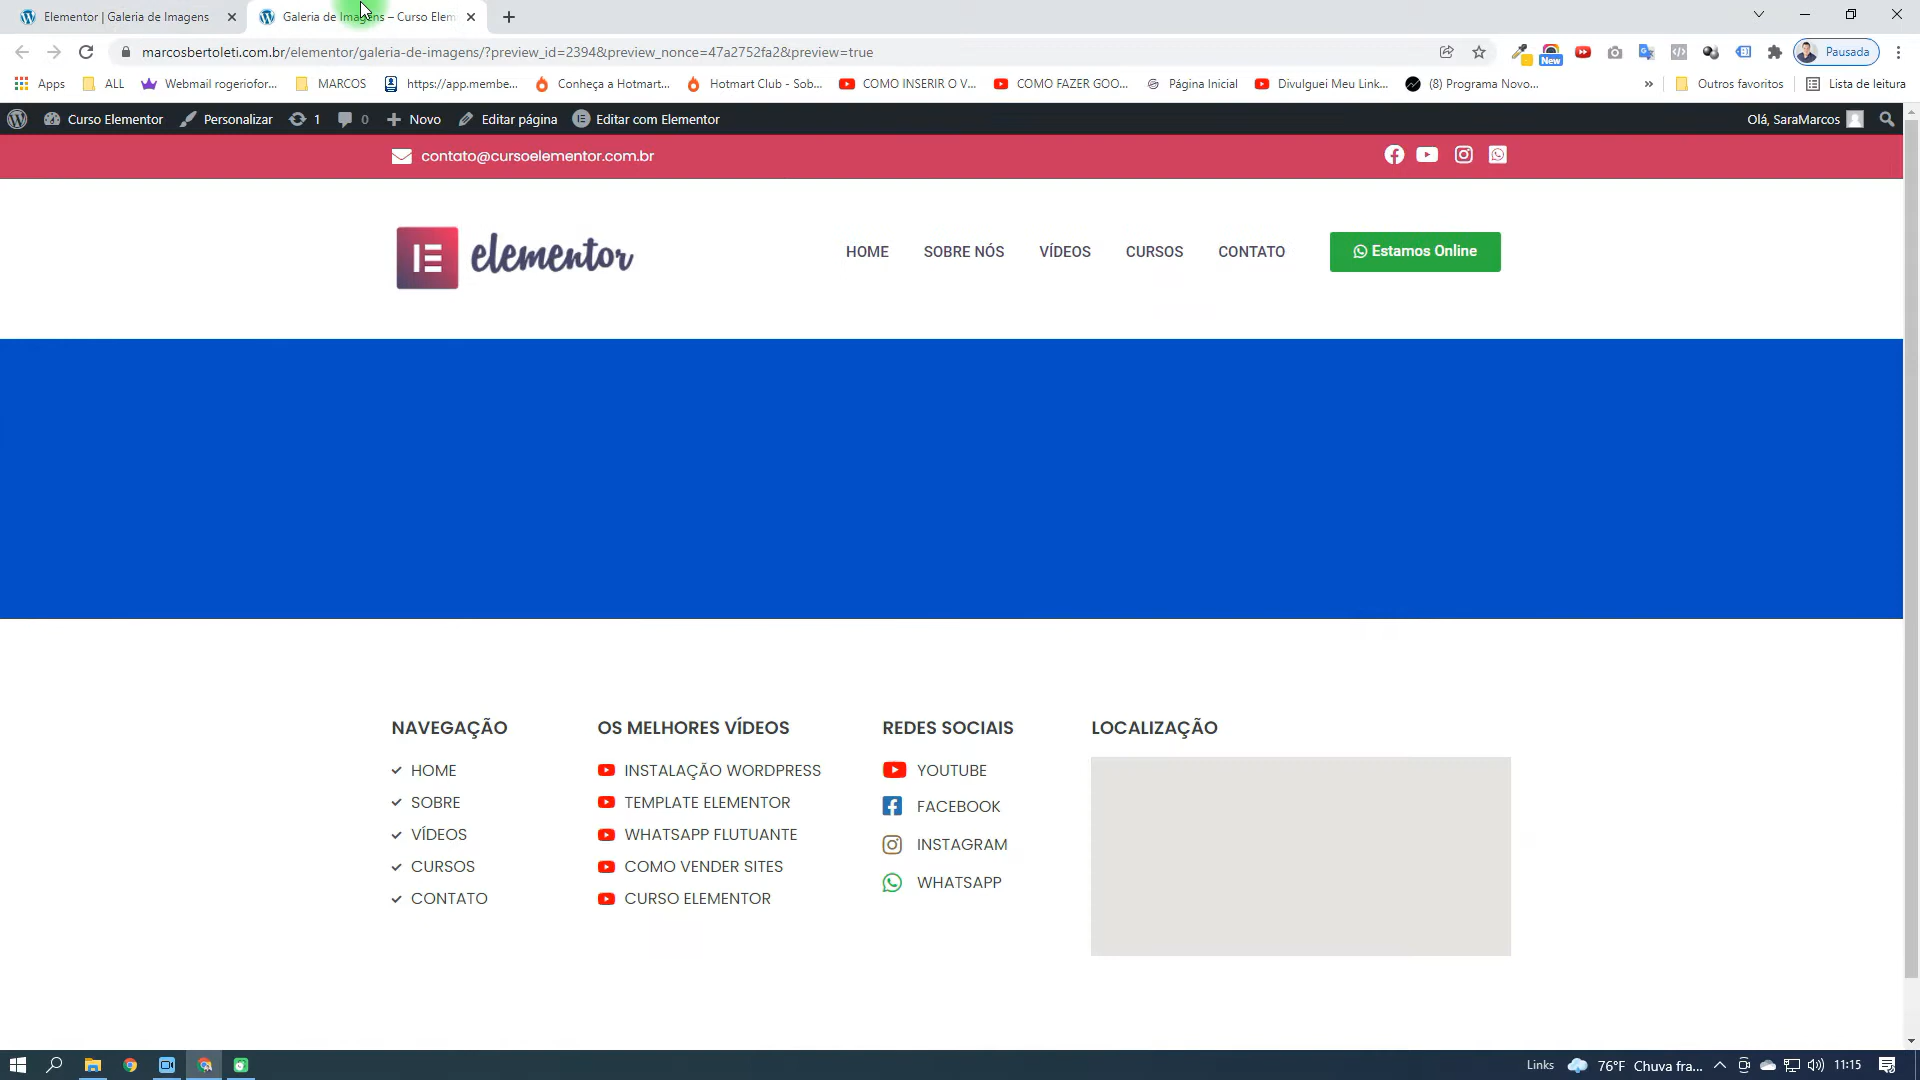 Elementor | Galeria de Imagens
Galeria de Imagens – Curso Elem
marcosbertoleti.com.br/elementor/galeria-de-imagens/?preview_id=2394&preview_nonce=47a2752fa2&preview=true
New
Pausada
Apps
ALL
Webmail rogeriofor...
MARCOS
https://app.membe...
Conheça a Hotmart...
Hotmart Club - Sob...
COMO INSERIR O V...
COMO FAZER GOO...
Página Inicial
Divulguei Meu Link...
(8) Programa Novo...
»
Outros favoritos
Lista de leitura
Curso Elementor
Personalizar
1
0
Novo
Editar página
Editar com Elementor
Olá, SaraMarcos
contato@cursoelementor.com.br
elementor
HOME
SOBRE NÓS
VÍDEOS
CURSOS
CONTATO
Estamos Online
NAVEGAÇÃO
HOME
SOBRE
VÍDEOS
CURSOS
CONTATO
OS MELHORES VÍDEOS
INSTALAÇÃO WORDPRESS
TEMPLATE ELEMENTOR
WHATSAPP FLUTUANTE
COMO VENDER SITES
CURSO ELEMENTOR
REDES SOCIAIS
YOUTUBE
FACEBOOK
INSTAGRAM
WHATSAPP
LOCALIZAÇÃO
Links
76°F Chuva fra...
11:15